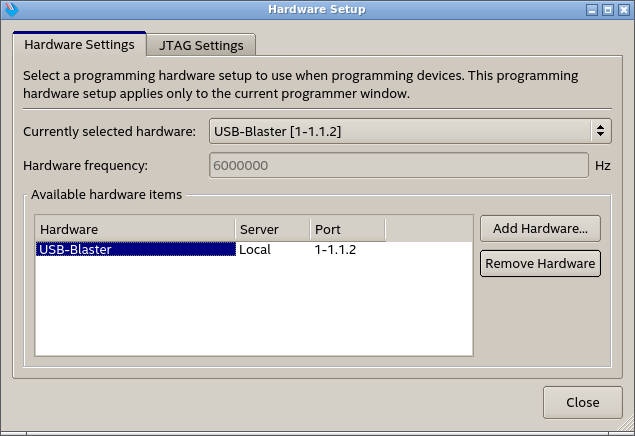 Hardware Setup
Hardware Settings
JTAG Settings
Select a programming hardware setup to use when programming devices. This programming
hardware setup applies only to the current programmer window.
Currently selected hardware:
USB-Blaster [1-1.1.2]
Hardware frequency:
6000000
Hz
Available hardware items
Hardware
Server
Port
USB-Blaster
Local
1-1.1.2
Add Hardware...
Remove Hardware
Close